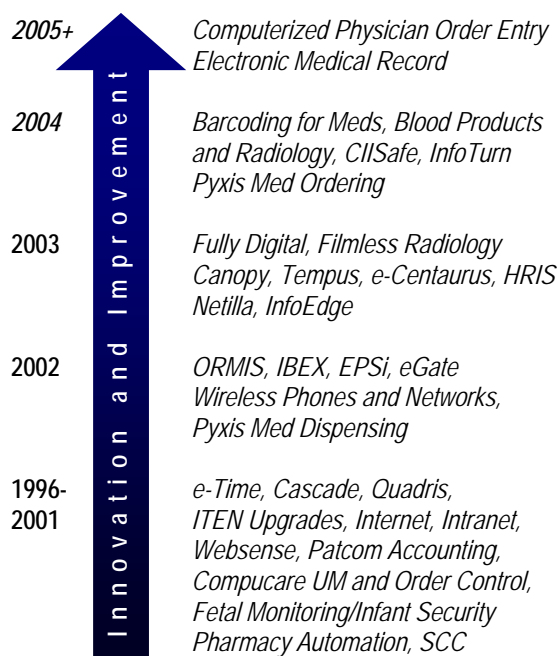 2005+ Computerized Physician Order Entry
Electronic Medical Record
2004 Barcoding for Meds, Blood Products
and Radiology, CIISafe, InfoTurn
Pyxis Med Ordering
2003 Fully Digital, Filmless Radiology
Canopy, Tempus, e-Centaurus, HRIS
Netilla, InfoEdge
2002 ORMIS, IBEX, EPSi, eGate
Wireless Phones and Networks,
Pyxis Med Dispensing
1996- e-Time, Cascade, Quadris,
2001 ITEN Upgrades, Internet, Intranet,
Websense, Patcom Accounting,
Compucare UM and Order Control,
Fetal Monitoring/Infant Security
Pharmacy Automation, SCC
Innovation and Improvement